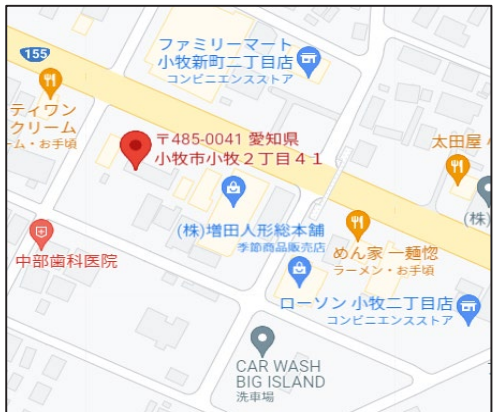 155
ファミリーマート
小牧新町二丁目店
コンビニエンスストア
ティワン
クリーム
ーム・お手頃
〒485-0041 愛知県
小牧市小牧2丁目41
太田屋
(株)増田人形総本舗
季節商品販売店
(株)
中部歯科医院
めん家 一麺惚
ラーメン・お手頃
ローソン 小牧二丁目店
コンビニエンスストア
CAR WASH
BIG ISLAND
洗車場